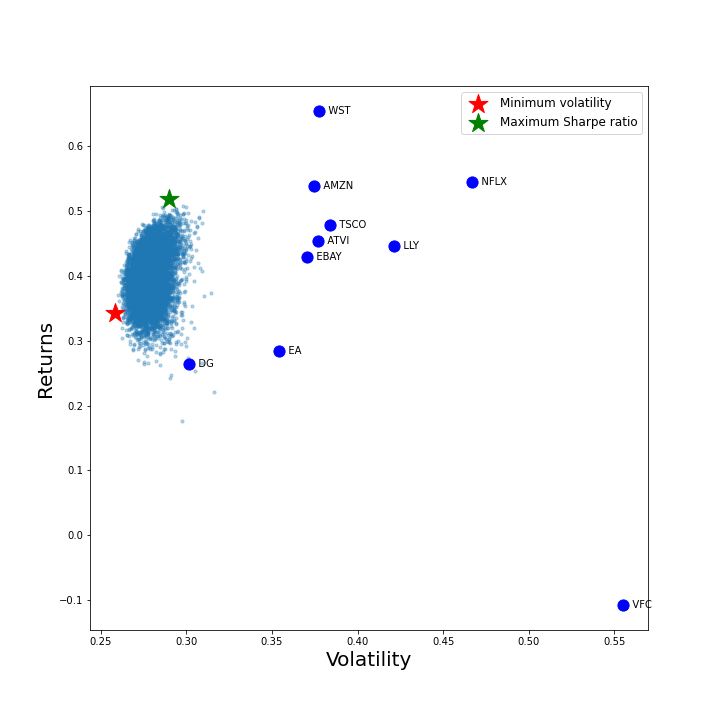 Minimum volatility
Maximum Sharpe ratio
WST
AMZN
NFLX
TSCO
ATVI
LLY
EBAY
EA
DG
VFC
Returns
0.6
0.5
0.4
0.3
0.2
0.1
0.0
−0.1
0.25
0.30
0.35
0.40
0.45
0.50
0.55
Volatility